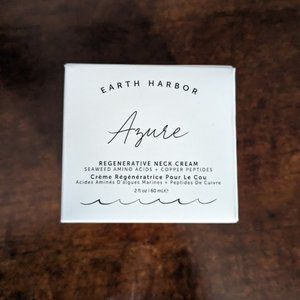 EARTH HARBOR
Azure
REGENERATIVE NECK CREAM
SEAWEED AMINO ACIDS + COPPER PEPTIDES
Crème Régénératrice Pour Le Cou
Acides Aminés D'algues Marines + Peptides De Cuivre
2 fl oz | 60 mL℮